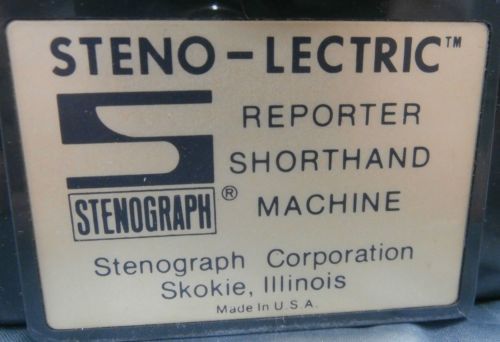 STENO-LECTRIC™
REPORTER
SHORTHAND
STENOGRAPH® MACHINE
Stenograph Corporation
Skokie, Illinois
Made In U.S.A.